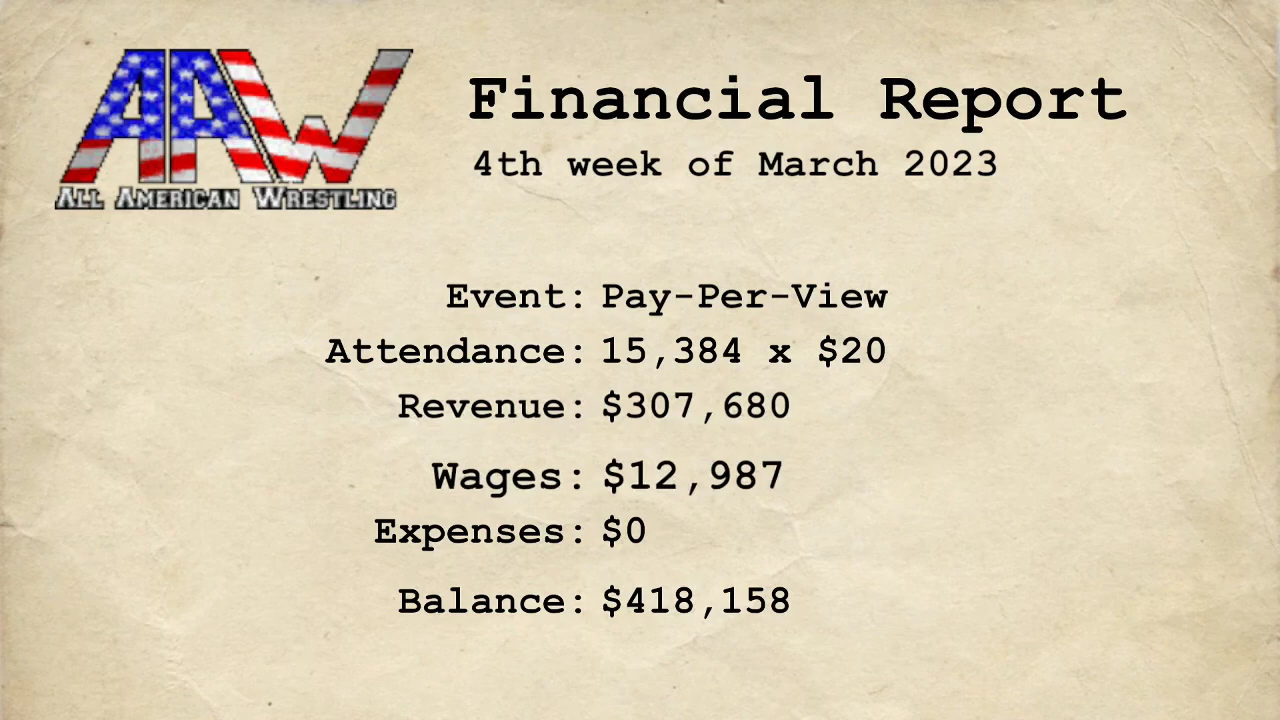 AAW
All American Wrestling
Financial Report
4th week of March 2023
Event: Pay-Per-View
Attendance: 15,384 x $20
Revenue: $307,680
Wages: $12,987
Expenses: $0
Balance: $418,158